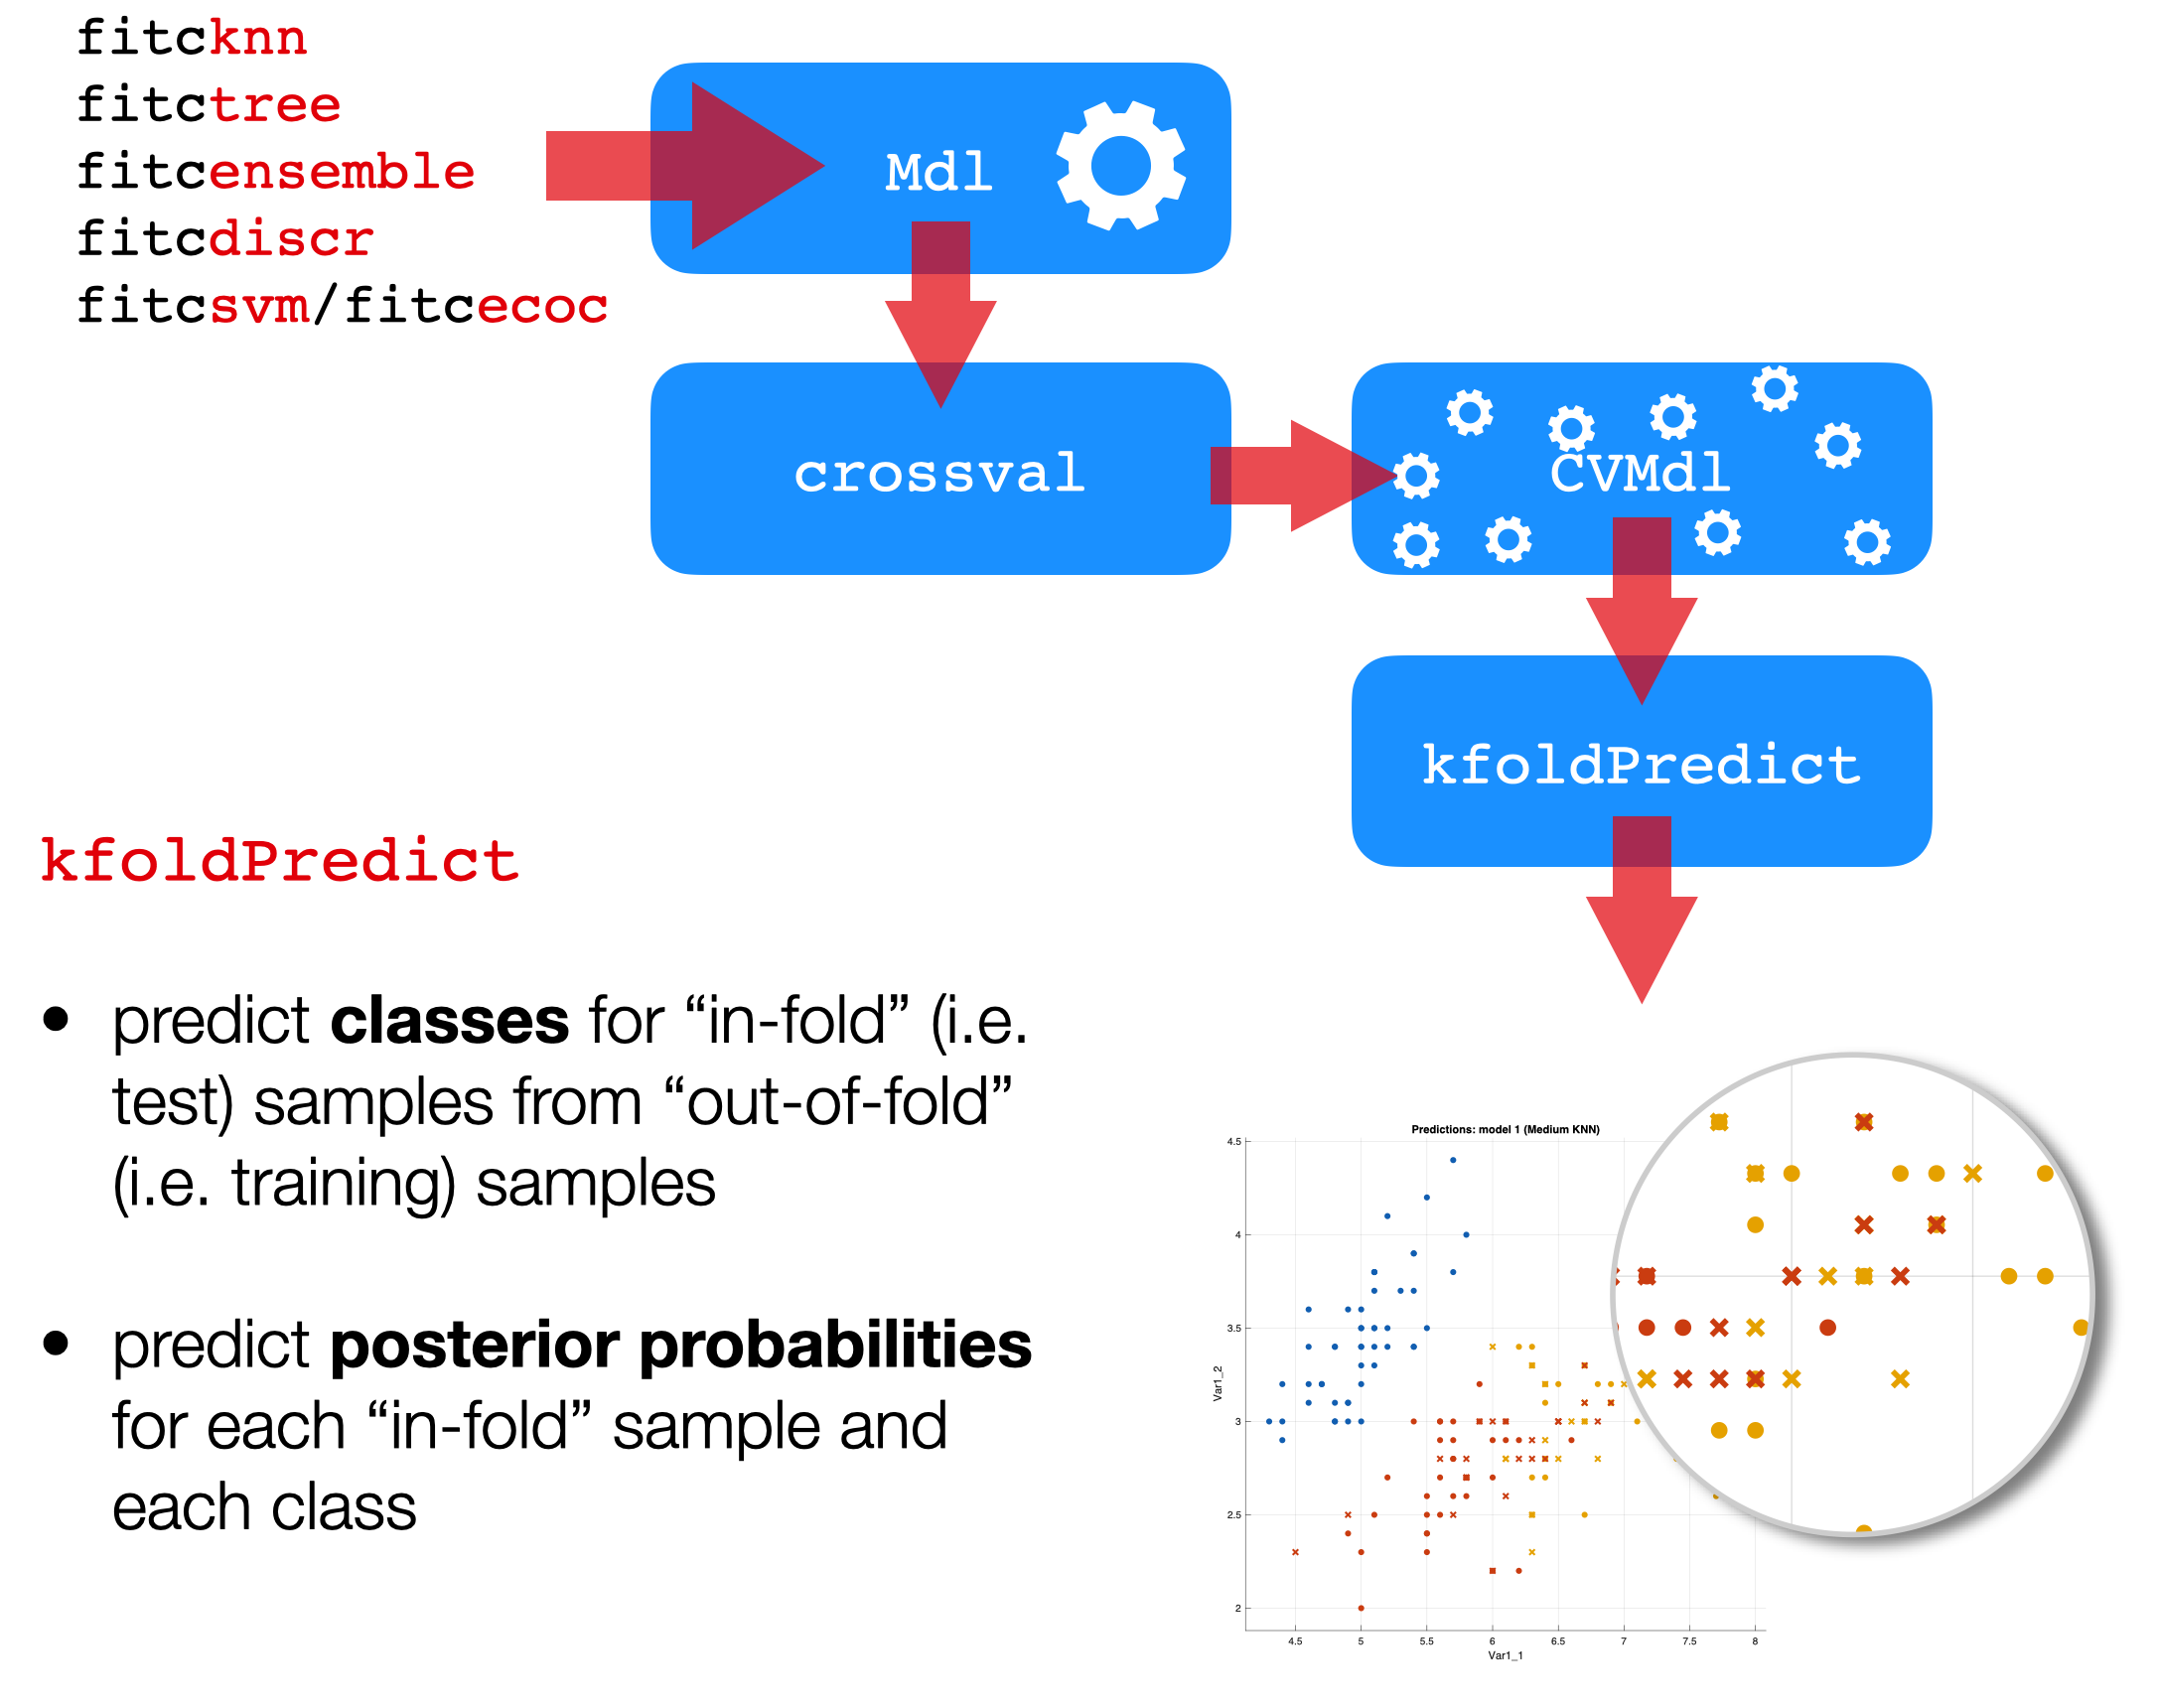 fitcknn
fitctree
fitcensemble
fitcdiscr
fitcsvm/fitcecoc
Mdl
crossval
CVMdl
kfoldPredict
kfoldPredict
• predict classes for “in-fold” (i.e.
test) samples from “out-of-fold”
(i.e. training) samples
• predict posterior probabilities
for each “in-fold” sample and
each class
Predictions: model 1 (Medium KNN)
4.5
4
3.5
3
2.5
2
Var1_2
4.5 5 5.5 6 6.5 7 7.5 8
Var1_1